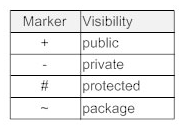 Marker Visibility
+ public
- private
# protected
~ package